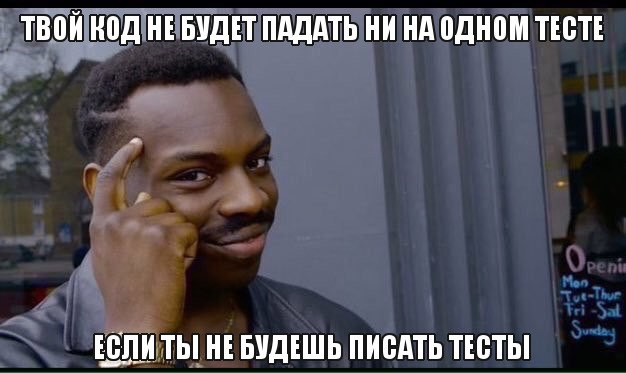 ТВОЙ КОД НЕ БУДЕТ ПАДАТЬ НИ НА ОДНОМ ТЕСТЕ
Opening
Mon
Tue-Thur
Fri - Sat
Sunday
ЕСЛИ ТЫ НЕ БУДЕШЬ ПИСАТЬ ТЕСТЫ